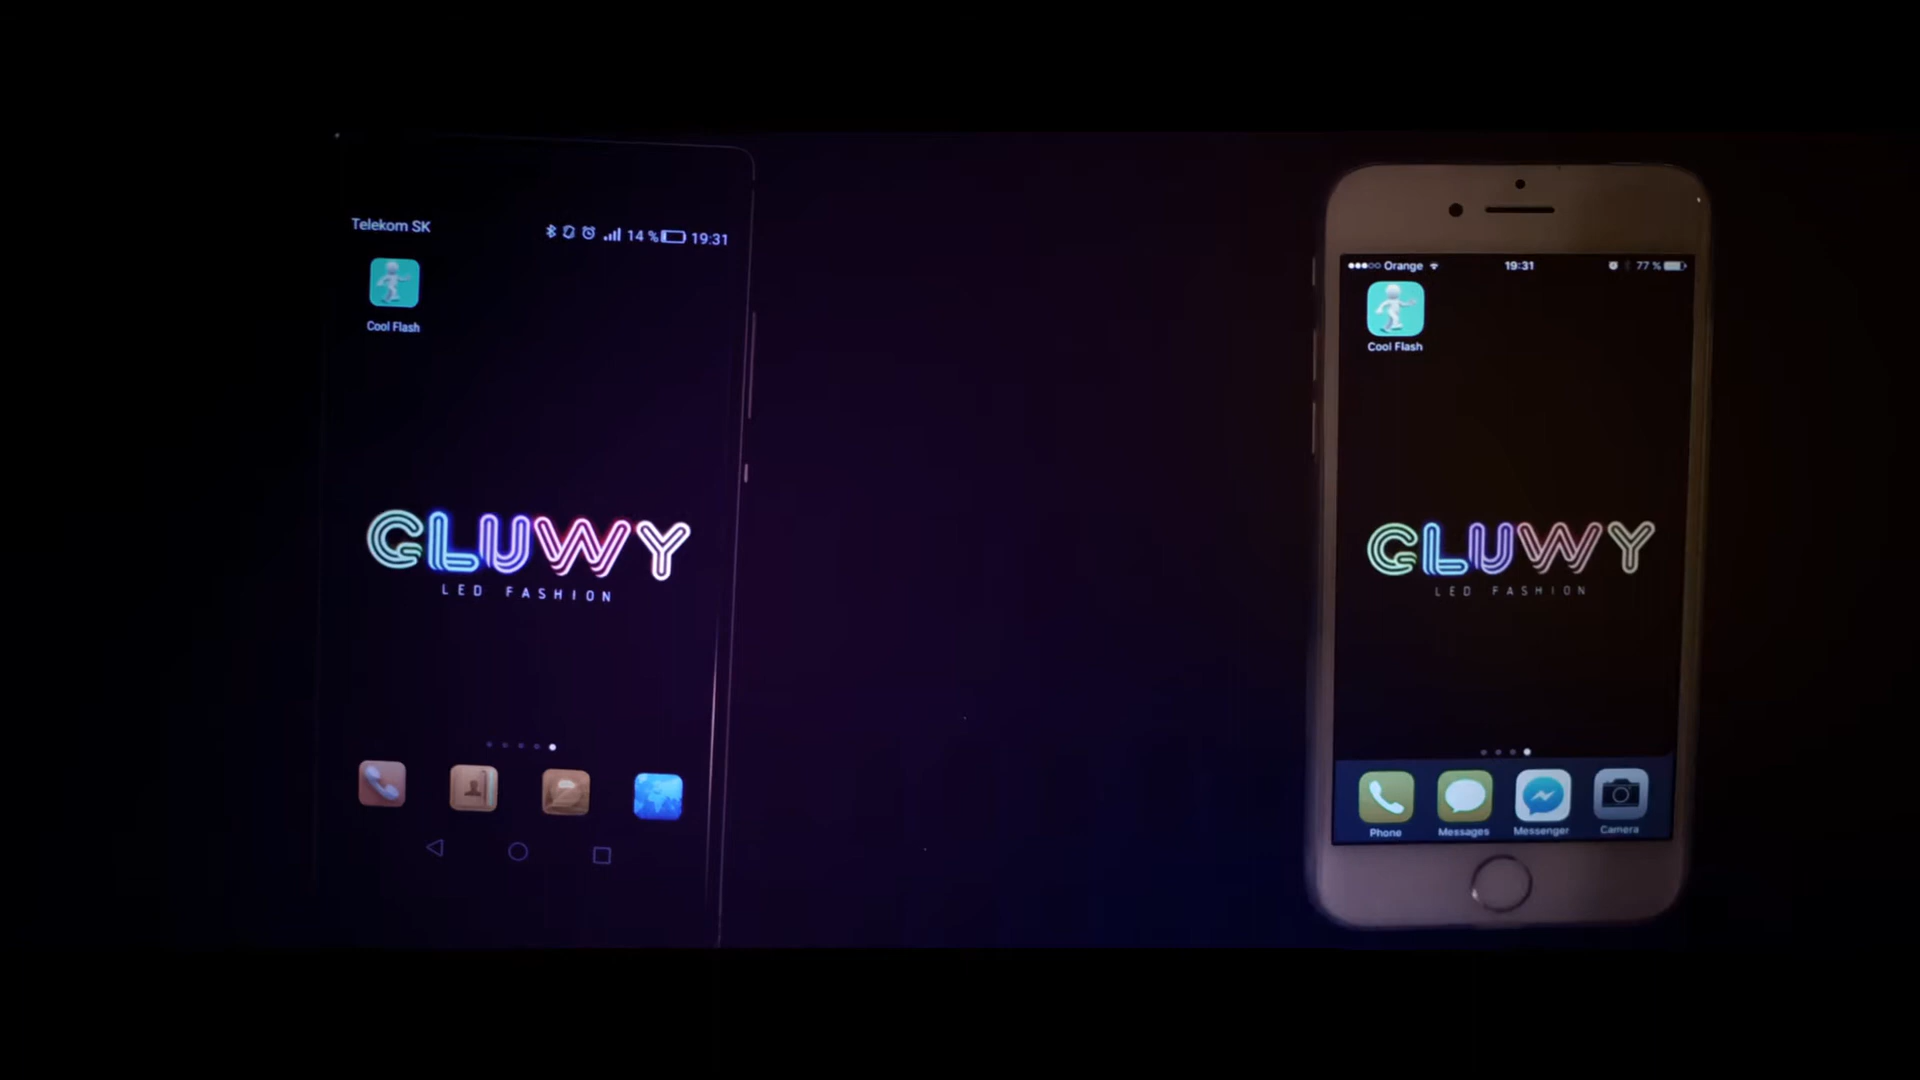 Telekom SK
14 % 19:31
Cool Flash
GLUWY
LED FASHION
Orange 19:31 77 %
Cool Flash
GLUWY
LED FASHION
Phone Messages Messenger Camera